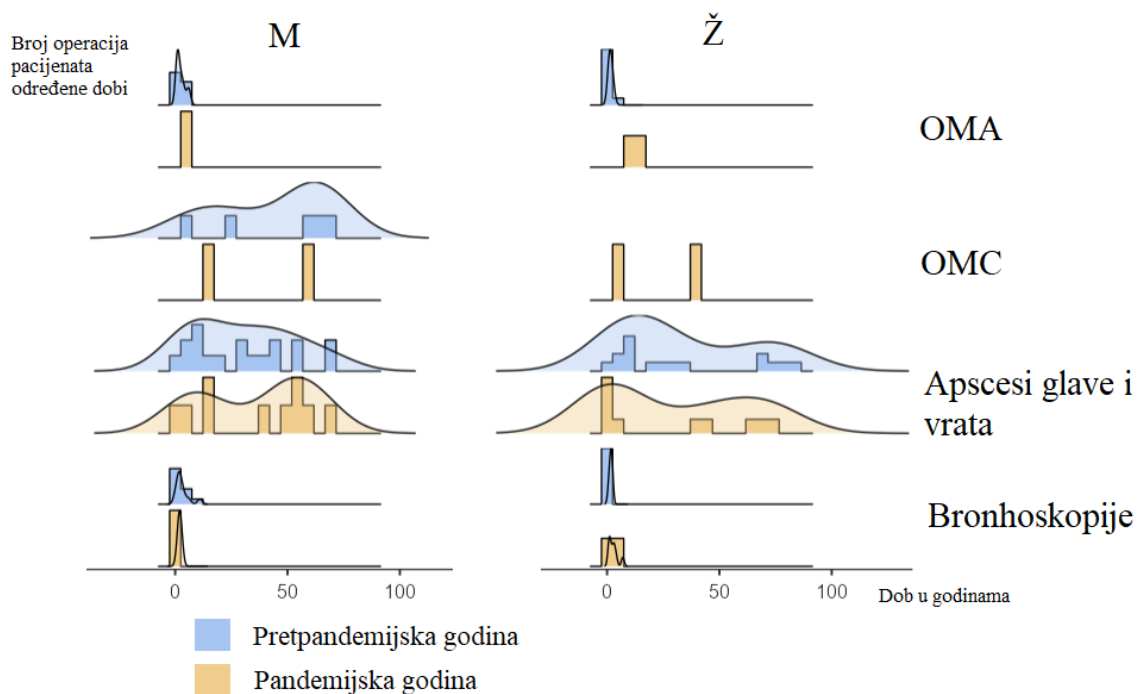 Broj operacija
pacijenata
određene dobi
M
Ž
OMA
OMC
Apscesi glave i
vrata
Bronhoskopije
0
50
100
0
50
100
Dob u godinama
Pretpandemijska godina
Pandemijska godina